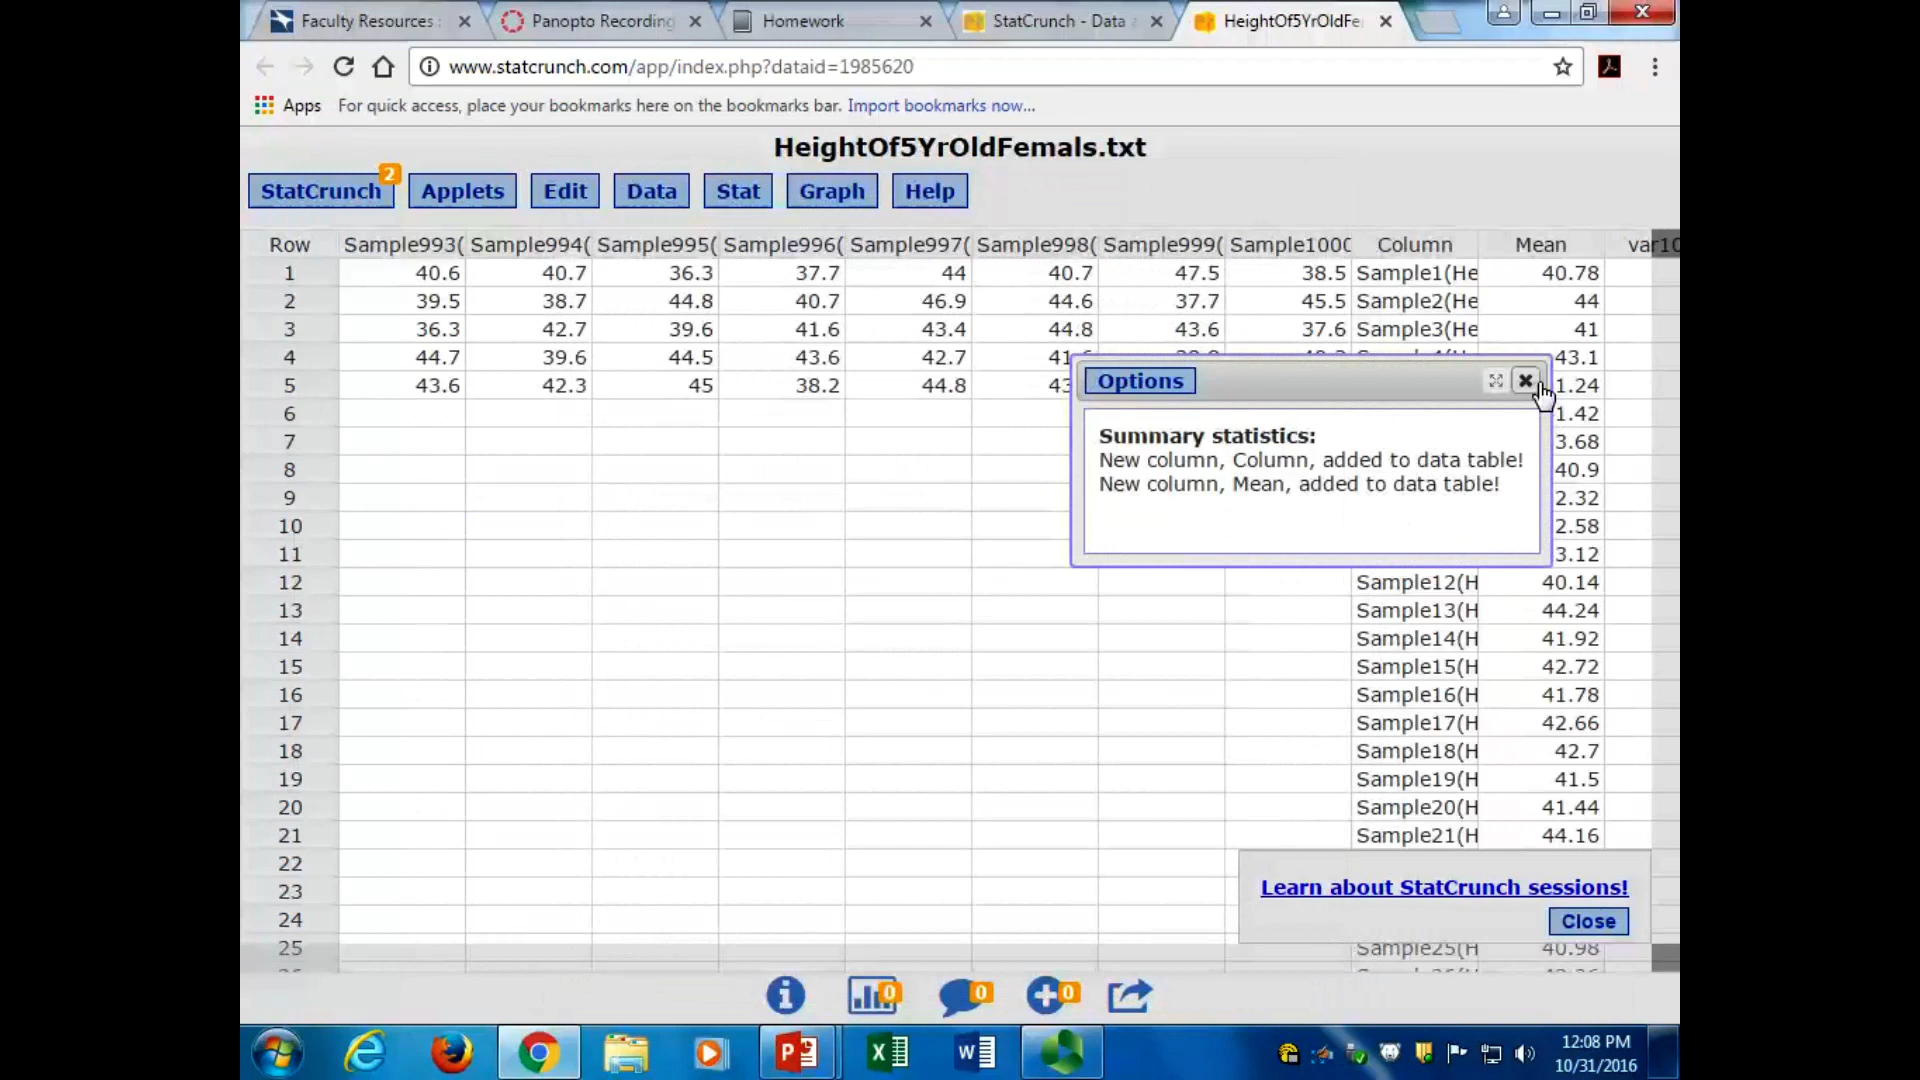 Faculty Resources
Panopto Recording
Homework
StatCrunch - Data
HeightOf5YrOldFe
www.statcrunch.com/app/index.php?dataid=1985620
Apps For quick access, place your bookmarks here on the bookmarks bar. Import bookmarks now...
HeightOf5YrOldFemals.txt
StatCrunch 2 Applets Edit Data Stat Graph Help
Row Sample993( Sample994( Sample995( Sample996( Sample997( Sample998( Sample999( Sample1000 Column Mean var10
1 40.6 40.7 36.3 37.7 44 40.7 47.5 38.5 Sample1(He 40.78
2 39.5 38.7 44.8 40.7 46.9 44.6 37.7 45.5 Sample2(He 44
3 36.3 42.7 39.6 41.6 43.4 44.8 43.6 37.6 Sample3(He 41
4 44.7 39.6 44.5 43.6 42.7 43.1
5 43.6 42.3 45 38.2 44.8 1.24
6 1.42
7 3.68
8 40.9
9 2.32
10 2.58
11 3.12
12 Sample12(H 40.14
13 Sample13(H 44.24
14 Sample14(H 41.92
15 Sample15(H 42.72
16 Sample16(H 41.78
17 Sample17(H 42.66
18 Sample18(H 42.7
19 Sample19(H 41.5
20 Sample20(H 41.44
21 Sample21(H 44.16
22
23
24
25 Sample25(H 40.98
Options
Summary statistics:
New column, Column, added to data table!
New column, Mean, added to data table!
Learn about StatCrunch sessions!
Close
0 0 0
12:08 PM
10/31/2016